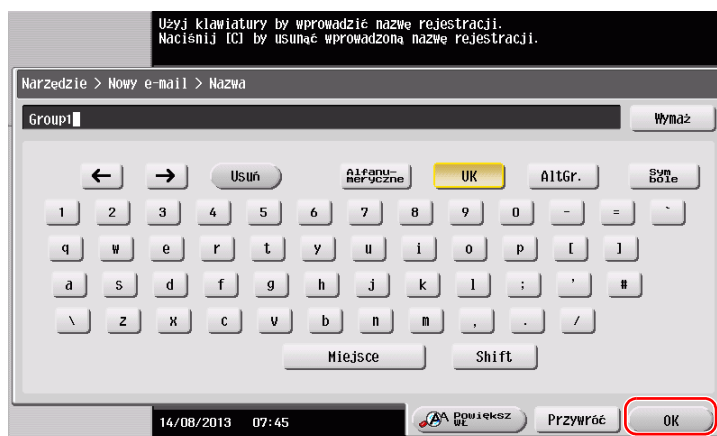 Użyj klawiatury by wprowadzić nazwę rejestracji.
Naciśnij [C] by usunąć wprowadzoną nazwę rejestracji.
Narzędzie > Nowy e-mail > Nazwa
Group1 Wymaż
← → Usuń Alfanu-meryczne UK AltGr. Symbole
1 2 3 4 5 6 7 8 9 0 - = `
q w e r t y u i o p [ ]
a s d f g h j k l ; ' #
\ z x c v b n m , . /
Miejsce Shift
14/08/2013 07:45 Powiększ WŁ Przywróć OK